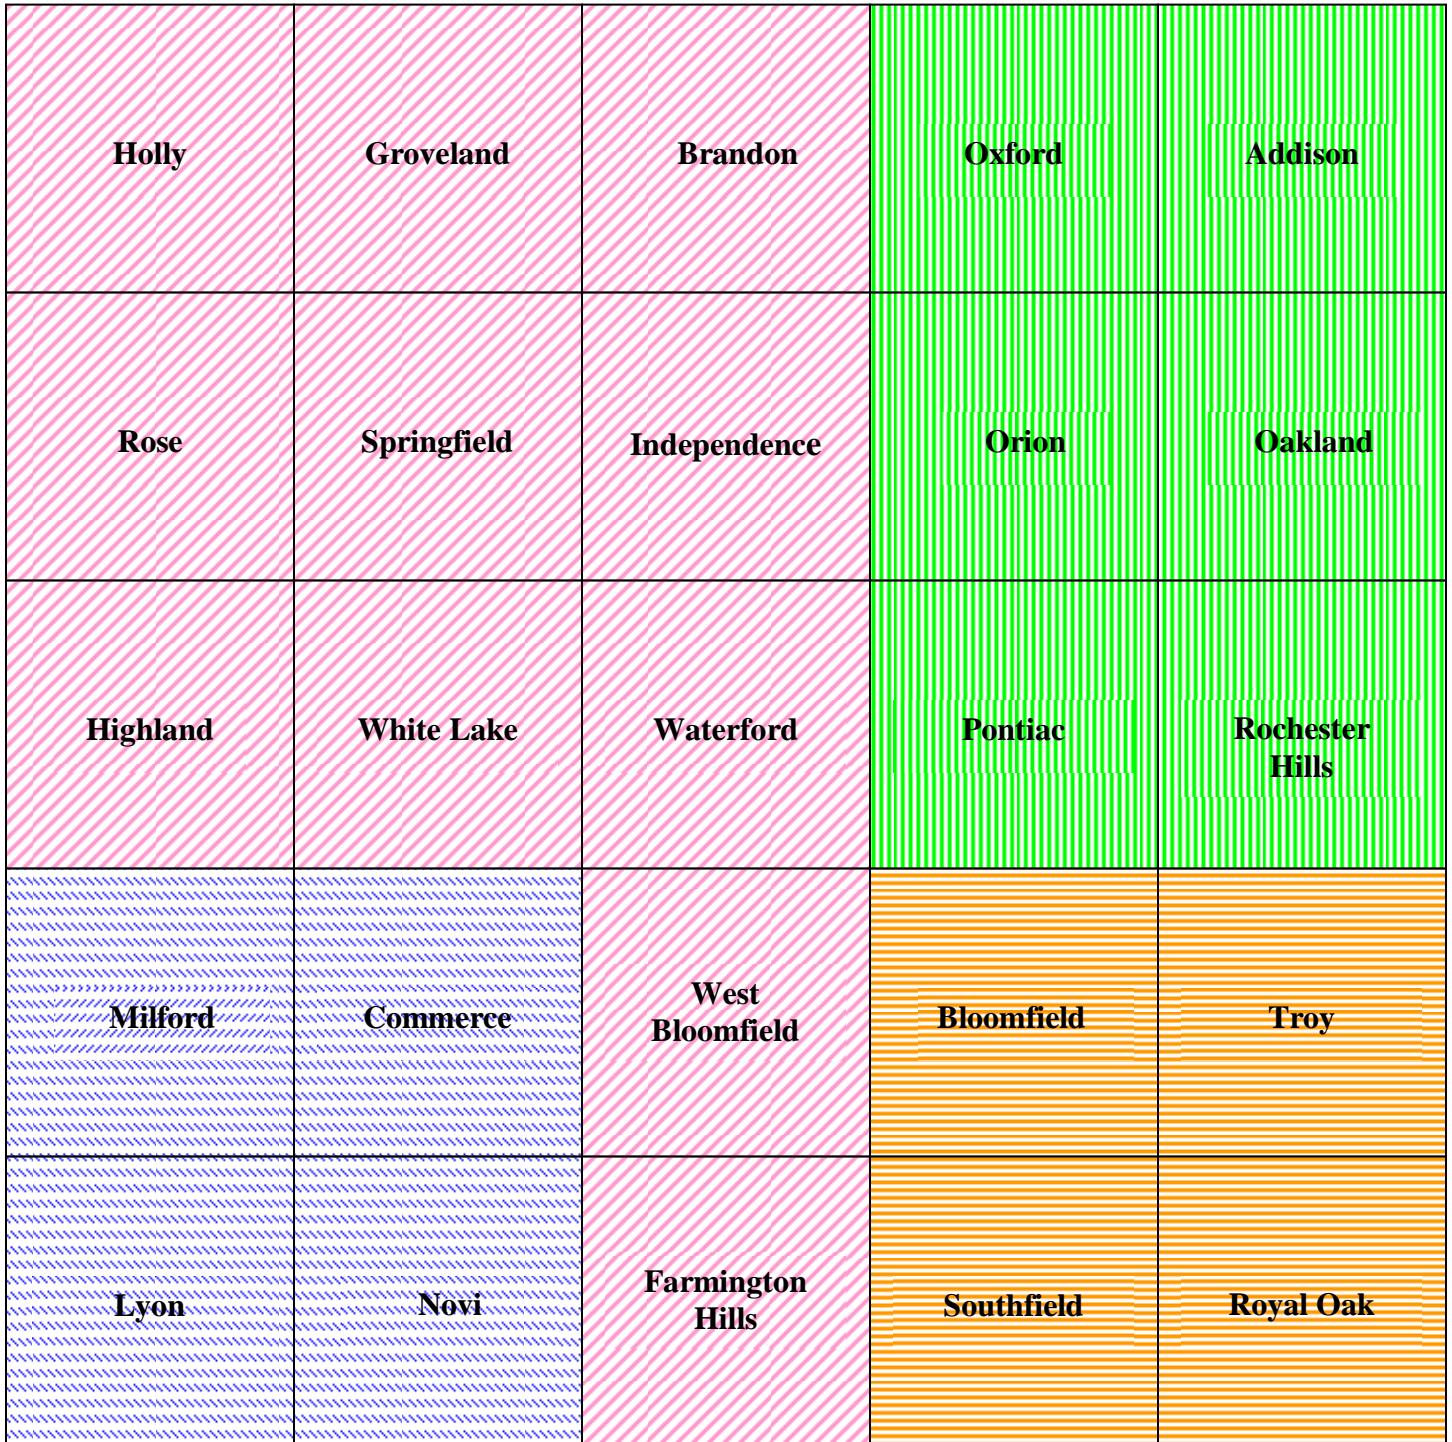 Holly
Groveland
Brandon
Oxford
Addison
Rose
Springfield
Independence
Orion
Oakland
Highland
White Lake
Waterford
Pontiac
Rochester
Hills
Milford
Commerce
West
Bloomfield
Bloomfield
Troy
Lyon
Novi
Farmington
Hills
Southfield
Royal Oak